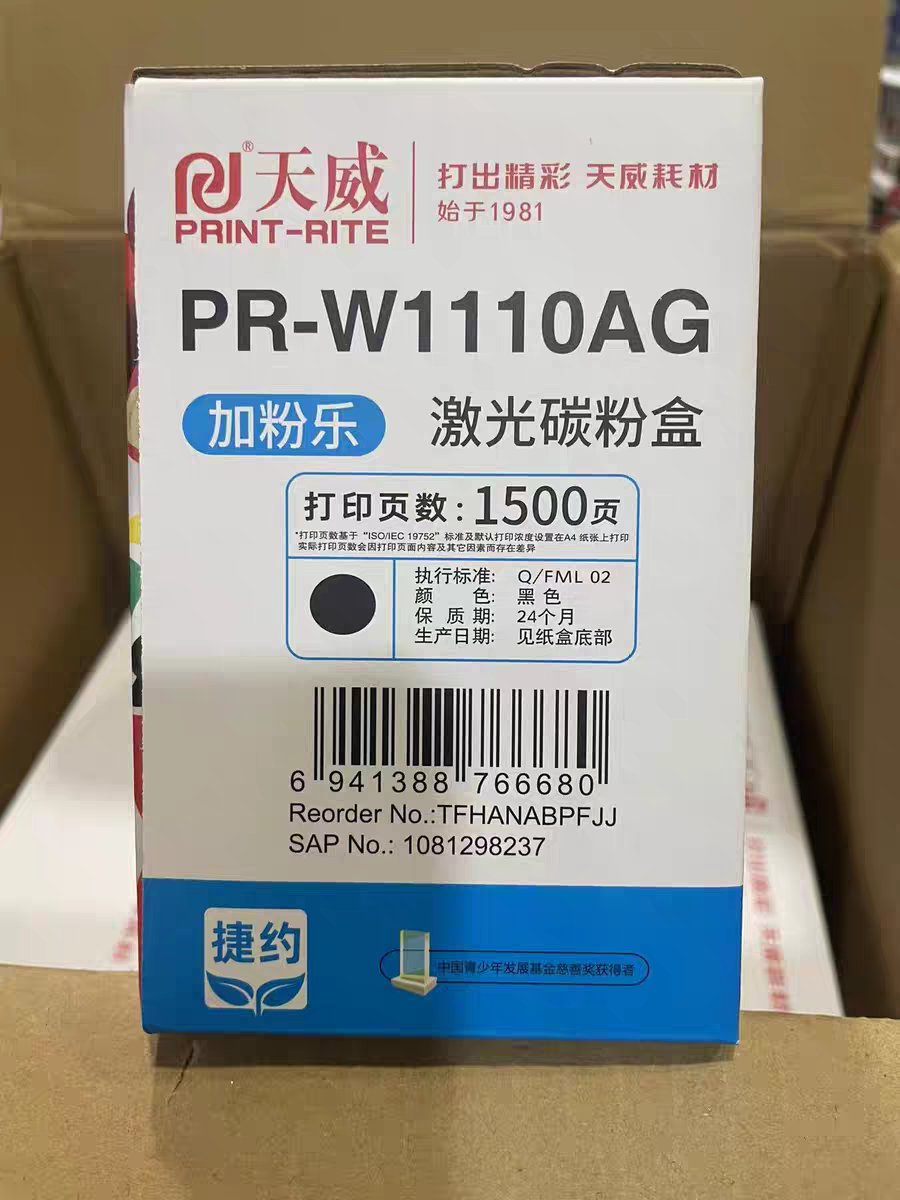 天威®
PRINT-RITE
打出精彩 天威耗材
始于1981
PR-W1110AG
加粉乐 激光碳粉盒
打印页数:1500页
*打印页数基于“ISO/IEC 19752”标准及默认打印浓度设置在A4 纸张上打印
实际打印页数会因打印页面内容及其它因素而存在差异
执行标准: Q/FML 02
颜 色: 黑色
保 质 期: 24个月
生产日期: 见纸盒底部
6 941388 766680
Reorder No.:TFHANABPFJJ
SAP No.: 1081298237
捷约
中国青少年发展基金慈善奖获得者